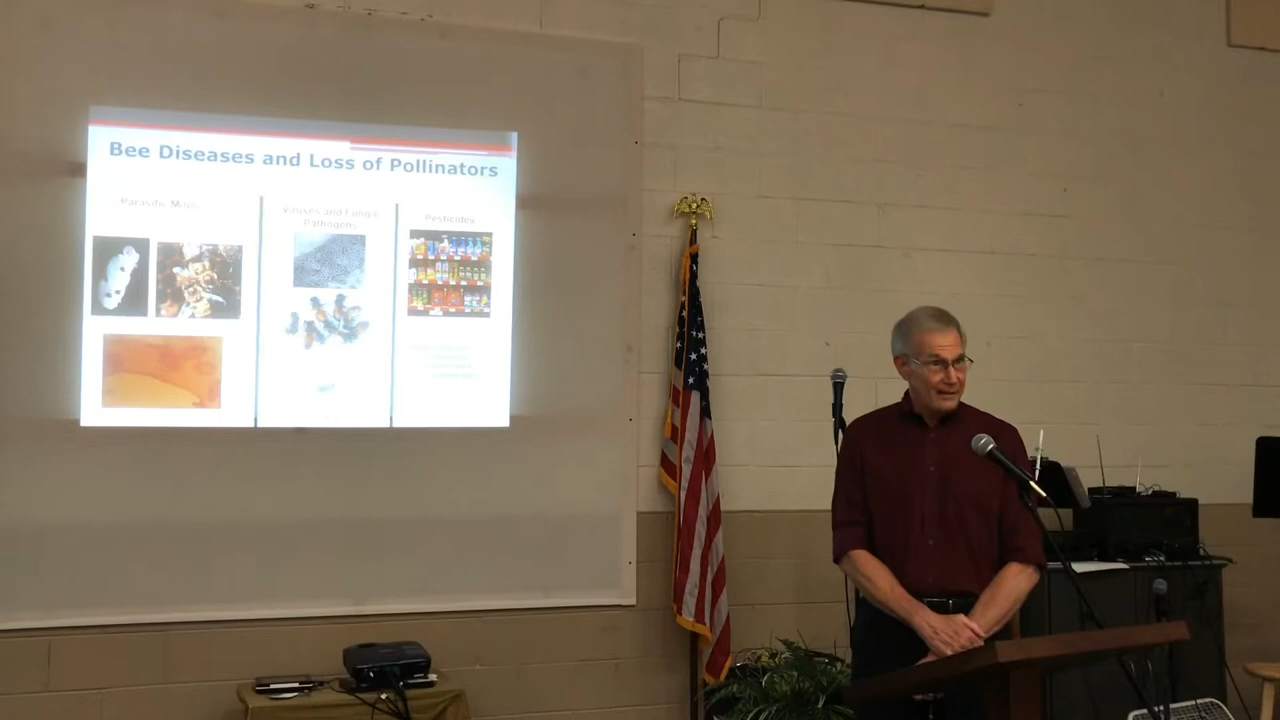 Bee Diseases and Loss of Pollinators
Parasitic Mites
Viruses and Fungal
Pathogens
Pesticides